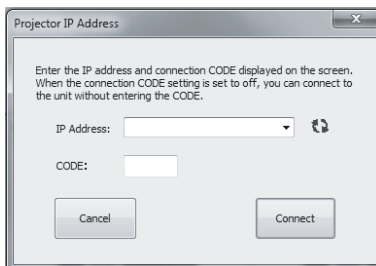 Projector IP Address
Enter the IP address and connection CODE displayed on the screen.
When the connection CODE setting is set to off, you can connect to
the unit without entering the CODE.
IP Address:
CODE:
Cancel
Connect